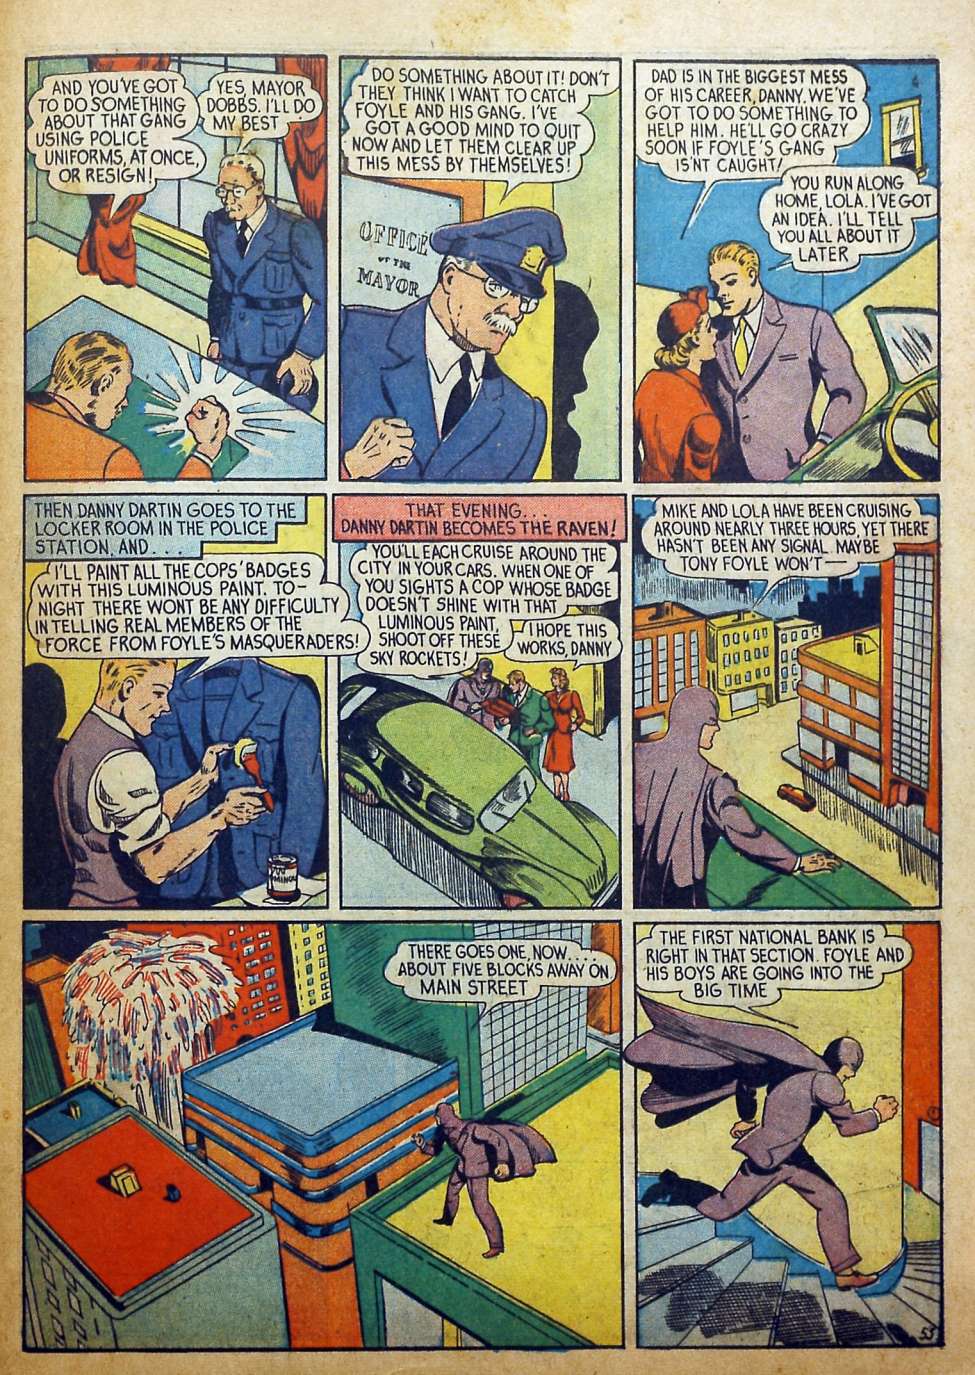 AND YOU'VE GOT
TO DO SOMETHING
ABOUT THAT GANG
USING POLICE
UNIFORMS, AT ONCE,
OR RESIGN!
YES, MAYOR
DOBBS. I'LL DO
MY BEST
DO SOMETHING ABOUT IT! DON'T
THEY THINK I WANT TO CATCH
FOYLE AND HIS GANG. I'VE
GOT A GOOD MIND TO QUIT
NOW AND LET THEM CLEAR UP
THIS MESS BY THEMSELVES!
OFFICE
OF THE
MAYOR
DAD IS IN THE BIGGEST MESS
OF HIS CAREER, DANNY. WE'VE
GOT TO DO SOMETHING TO
HELP HIM. HE'LL GO CRAZY
SOON IF FOYLE'S GANG
IS'NT CAUGHT!
YOU RUN ALONG
HOME, LOLA. I'VE GOT
AN IDEA. I'LL TELL
YOU ALL ABOUT IT
LATER
THEN DANNY DARTIN GOES TO THE
LOCKER ROOM IN THE POLICE
STATION, AND....
I'LL PAINT ALL THE COPS' BADGES
WITH THIS LUMINOUS PAINT. TO-
NIGHT THERE WONT BE ANY DIFFICULTY
IN TELLING REAL MEMBERS OF THE
FORCE FROM FOYLE'S MASQUERADERS!
THAT EVENING...
DANNY DARTIN BECOMES THE RAVEN!
YOU'LL EACH CRUISE AROUND THE
CITY IN YOUR CARS. WHEN ONE OF
YOU SIGHTS A COP WHOSE BADGE
DOESN'T SHINE WITH THAT
LUMINOUS PAINT,
SHOOT OFF THESE
SKY ROCKETS!
I HOPE THIS
WORKS, DANNY
MIKE AND LOLA HAVE BEEN CRUISING
AROUND NEARLY THREE HOURS, YET THERE
HASN'T BEEN ANY SIGNAL. MAYBE
TONY FOYLE WON'T—
THERE GOES ONE, NOW....
ABOUT FIVE BLOCKS AWAY ON
MAIN STREET
THE FIRST NATIONAL BANK IS
RIGHT IN THAT SECTION. FOYLE AND
HIS BOYS ARE GOING INTO THE
BIG TIME